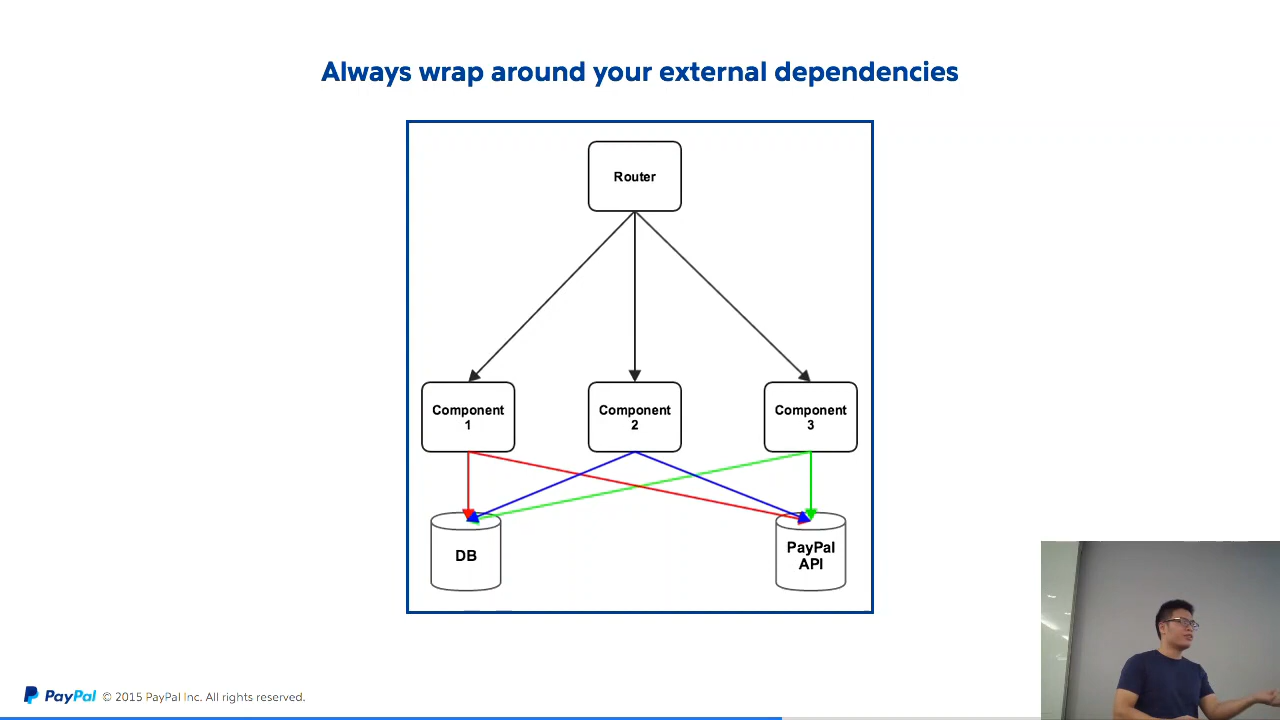 Always wrap around your external dependencies
Router
Component
1
Component
2
Component
3
DB
PayPal
API
PayPal © 2015 PayPal Inc. All rights reserved.